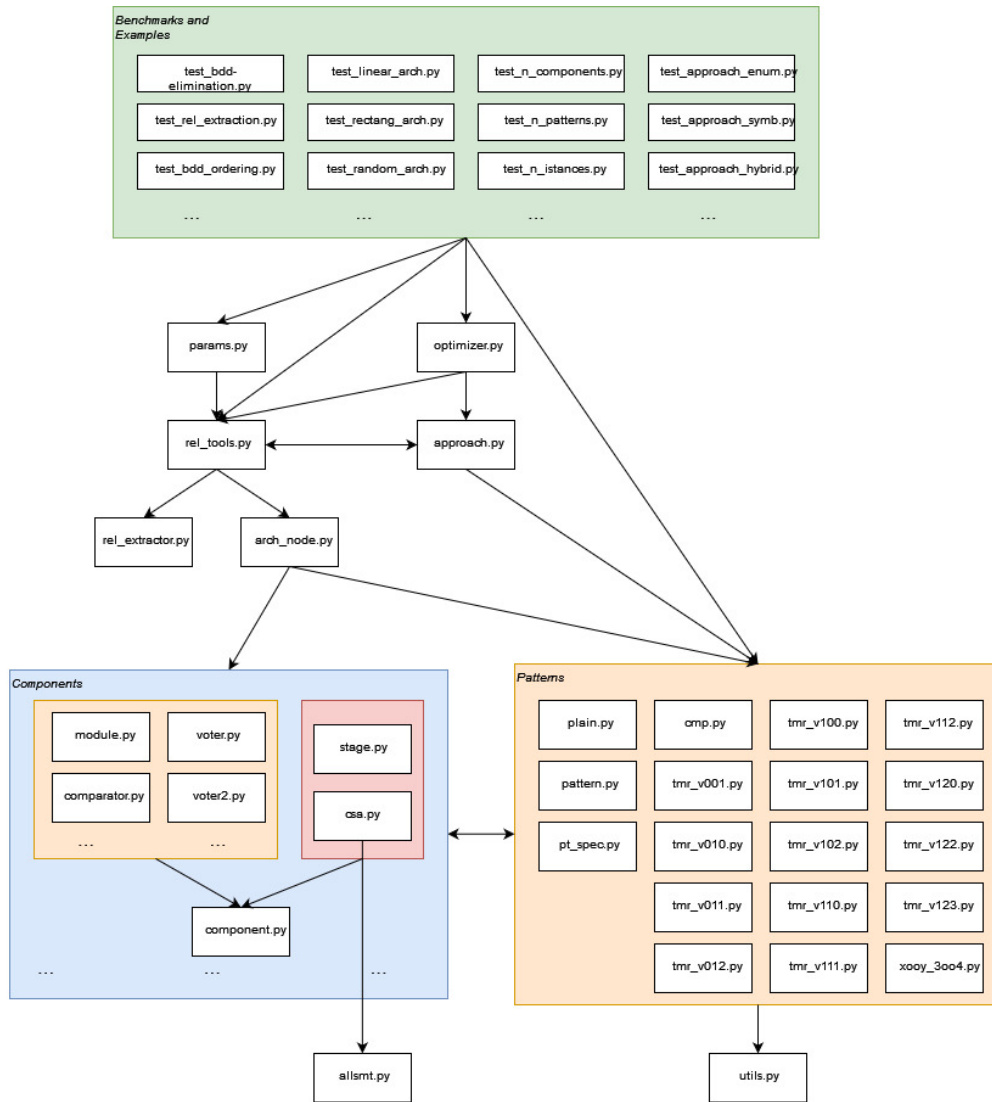 Benchmarks and
Examples
test_bdd-
elimination.py
test_linear_arch.py
test_n_components.py
test_approach_enum.py
test_rel_extraction.py
test_rectang_arch.py
test_n_patterns.py
test_approach_symb.py
test_bdd_ordering.py
test_random_arch.py
test_n_istances.py
test_approach_hybrid.py
...
...
...
...
params.py
optimizer.py
rel_tools.py
approach.py
rel_extractor.py
arch_node.py
Components
module.py
voter.py
comparator.py
voter2.py
...
...
stage.py
csa.py
component.py
...
...
...
Patterns
plain.py
cmp.py
tmr_v100.py
tmr_v112.py
pattern.py
tmr_v001.py
tmr_v101.py
tmr_v120.py
pt_spec.py
tmr_v010.py
tmr_v102.py
tmr_v122.py
tmr_v011.py
tmr_v110.py
tmr_v123.py
tmr_v012.py
tmr_v111.py
xooy_3oo4.py
allsmt.py
utils.py